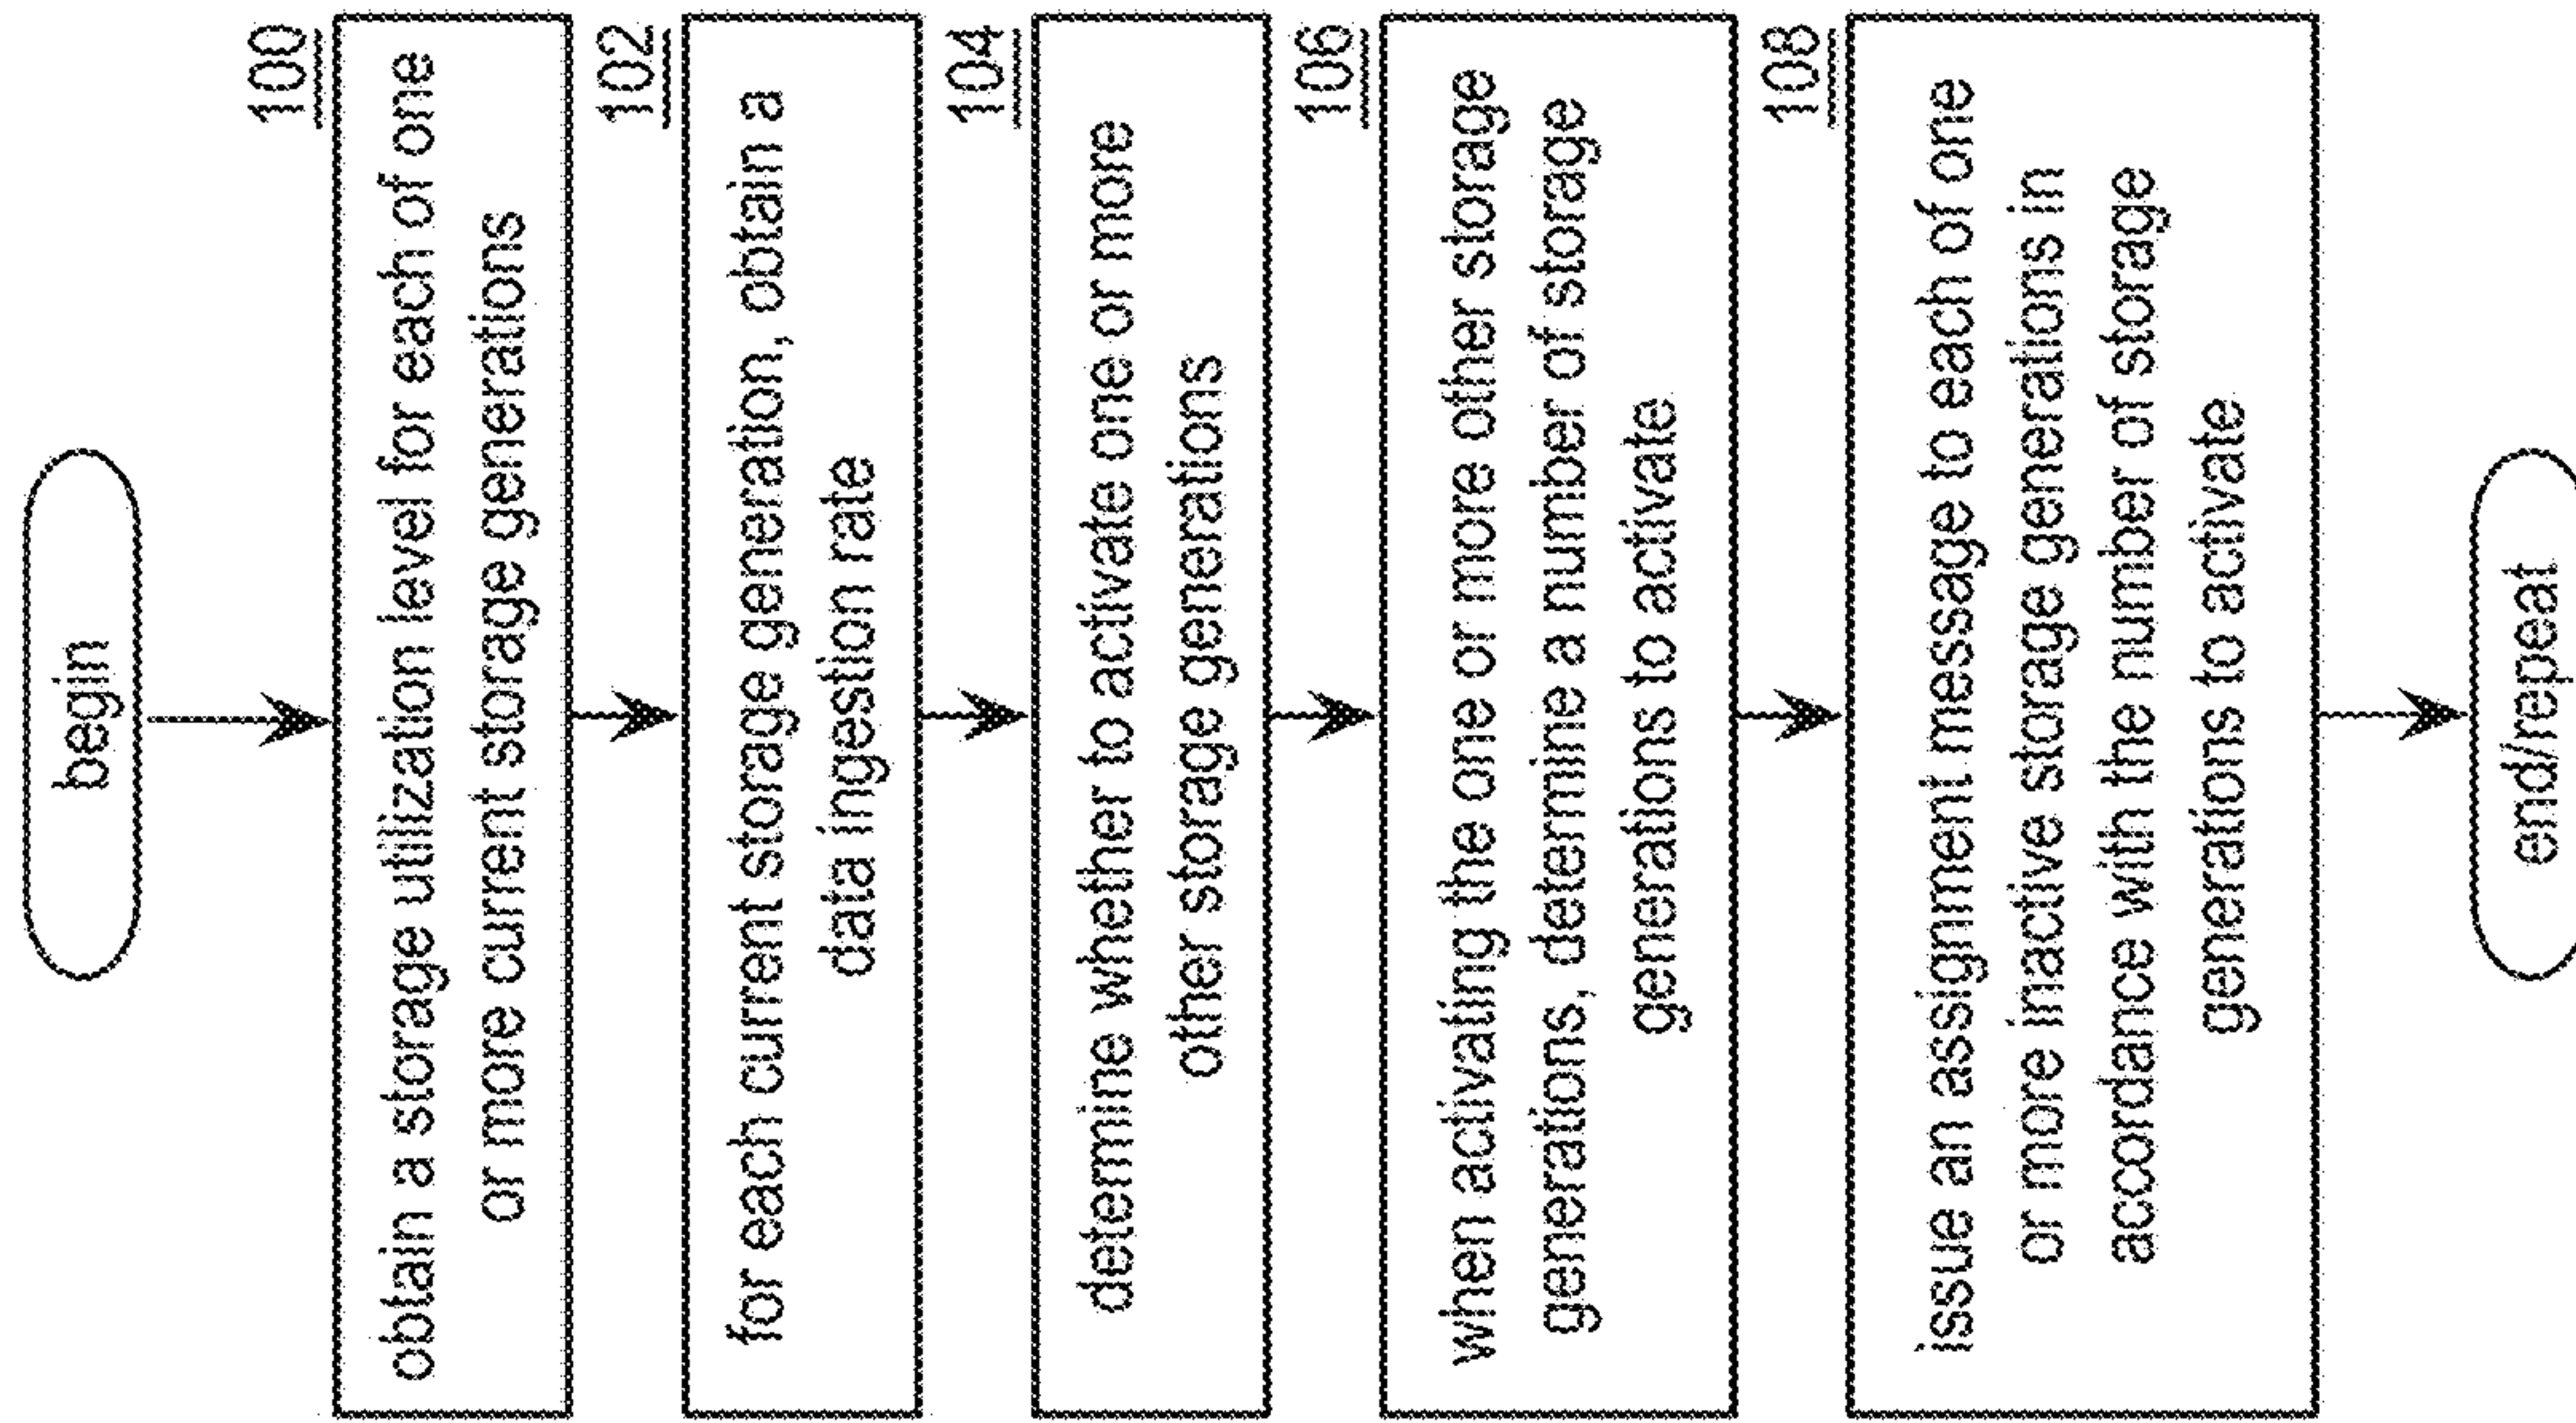 begin
100
obtain a storage utilization level for each of one
or more current storage generations
102
for each current storage generation, obtain a
data ingestion rate
104
determine whether to activate one or more
other storage generations
106
when activating the one or more other storage
generations, determine a number of storage
generations to activate
108
issue an assignment message to each of one
or more inactive storage generations in
accordance with the number of storage
generations to activate
end/repeat